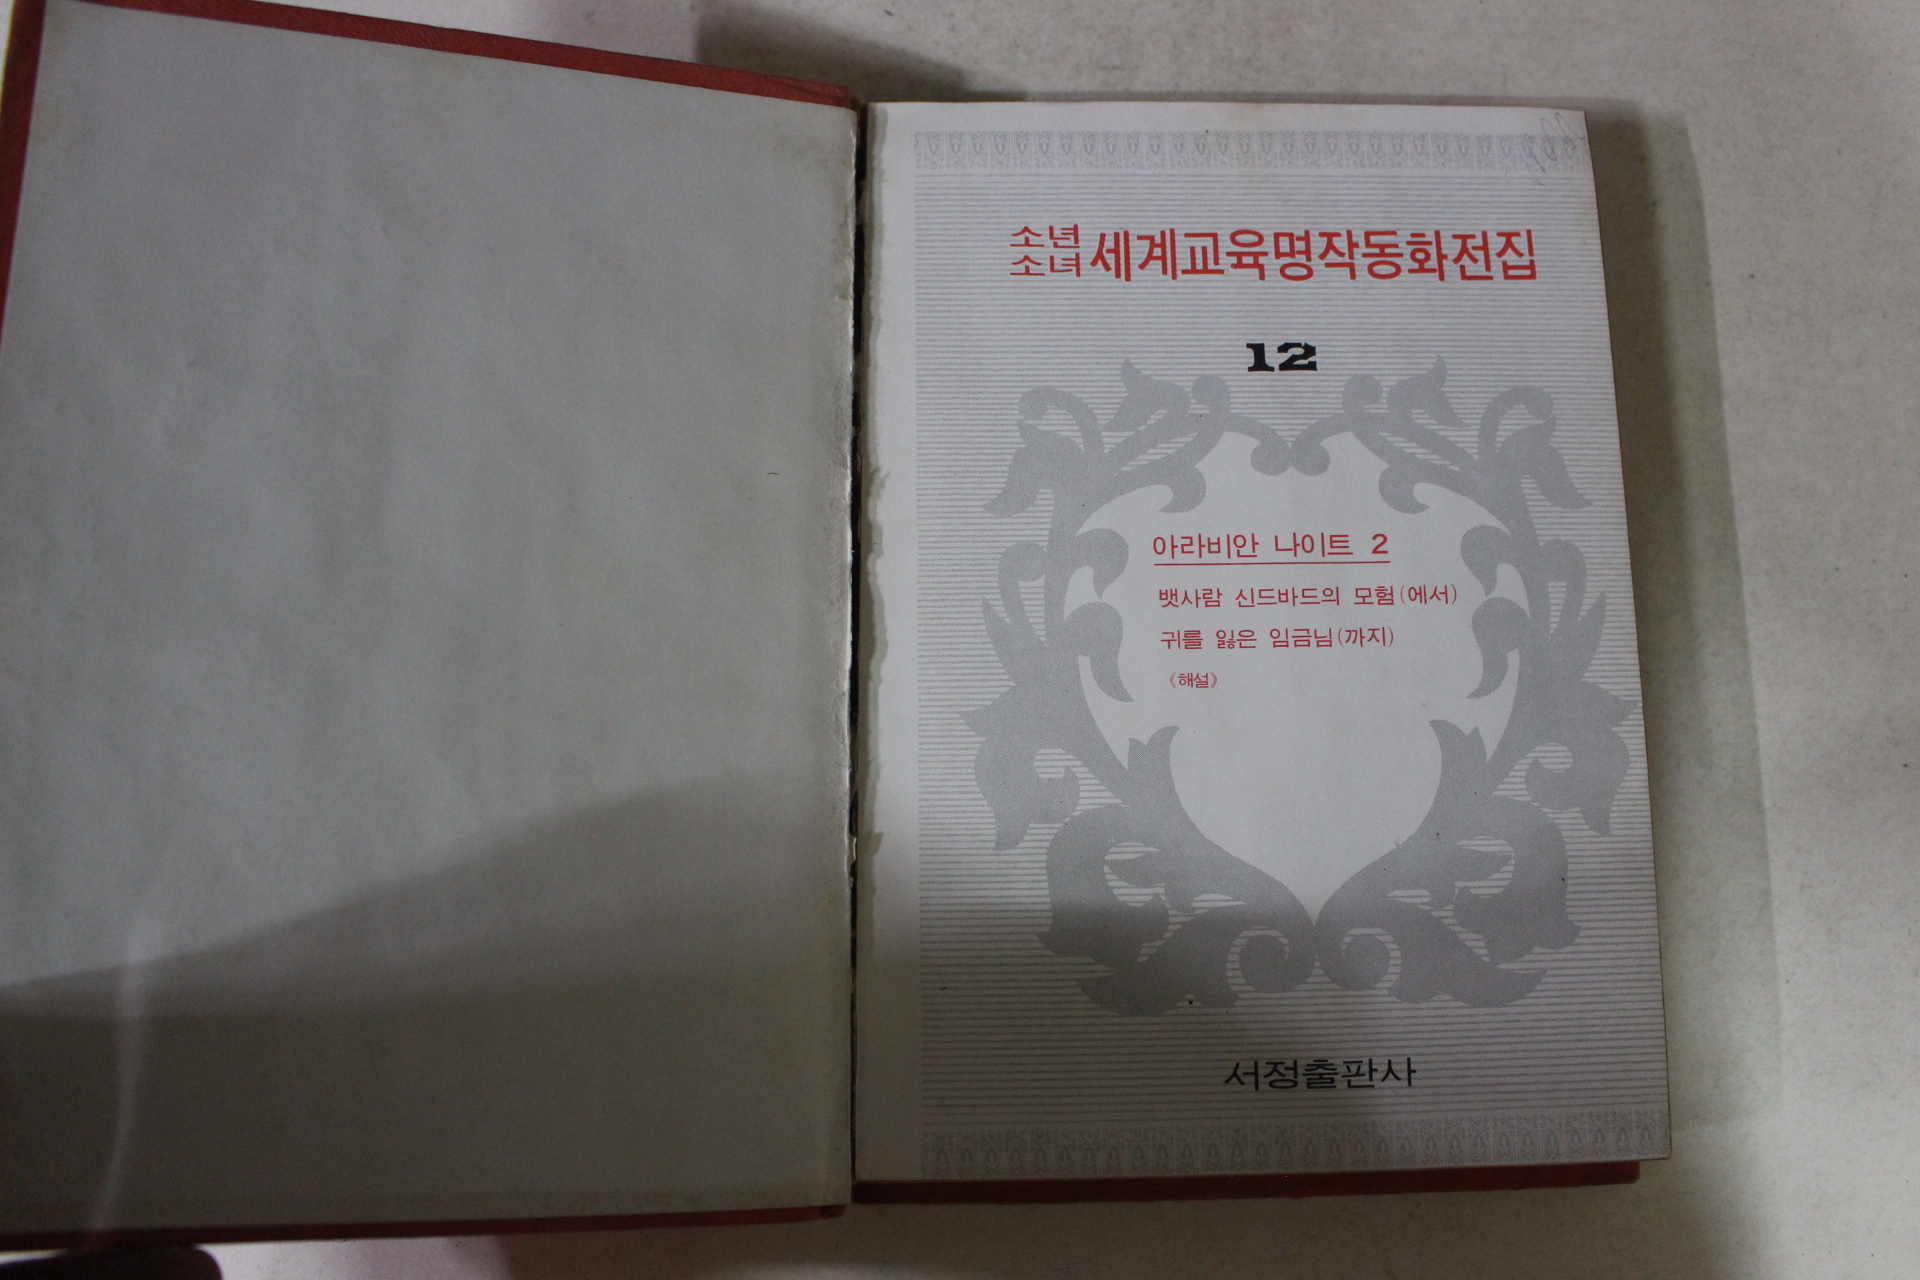 소년
소녀 세계교육명작동화전집
12
아라비안 나이트 2
뱃사람 신드바드의 모험(에서)
귀를 잃은 임금님(까지)
《해설》
서정출판사